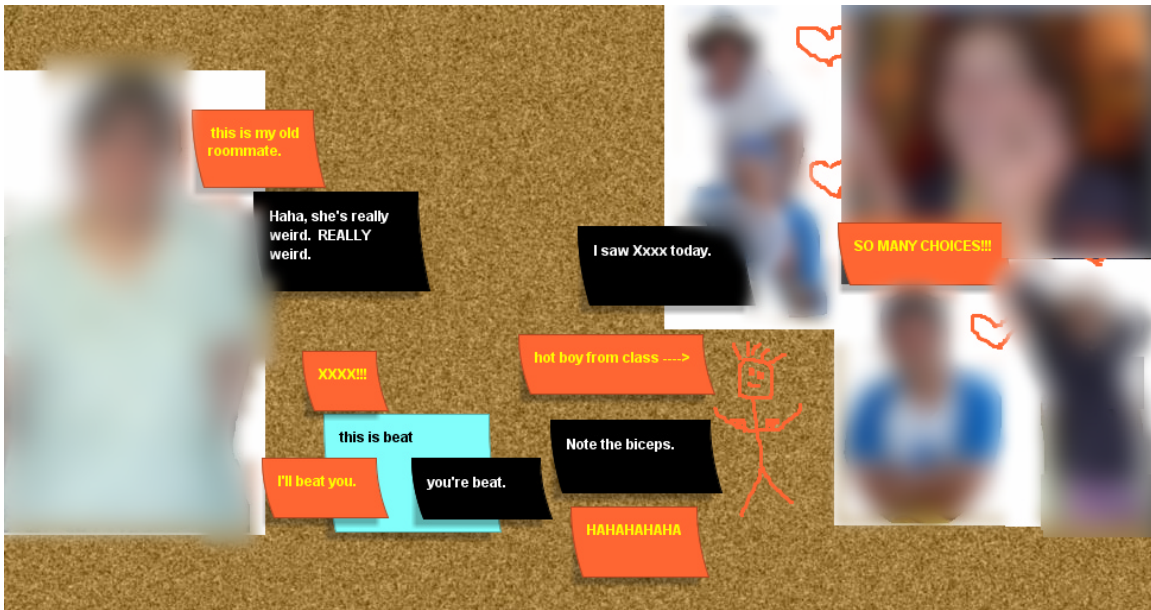 this is my old
roommate.
Haha, she's really
weird.  REALLY
weird.
I saw Xxxx today.
SO MANY CHOICES!!!
hot boy from class ---->
XXXX!!!
this is beat
I'll beat you.
you're beat.
Note the biceps.
HAHAHAHAHA